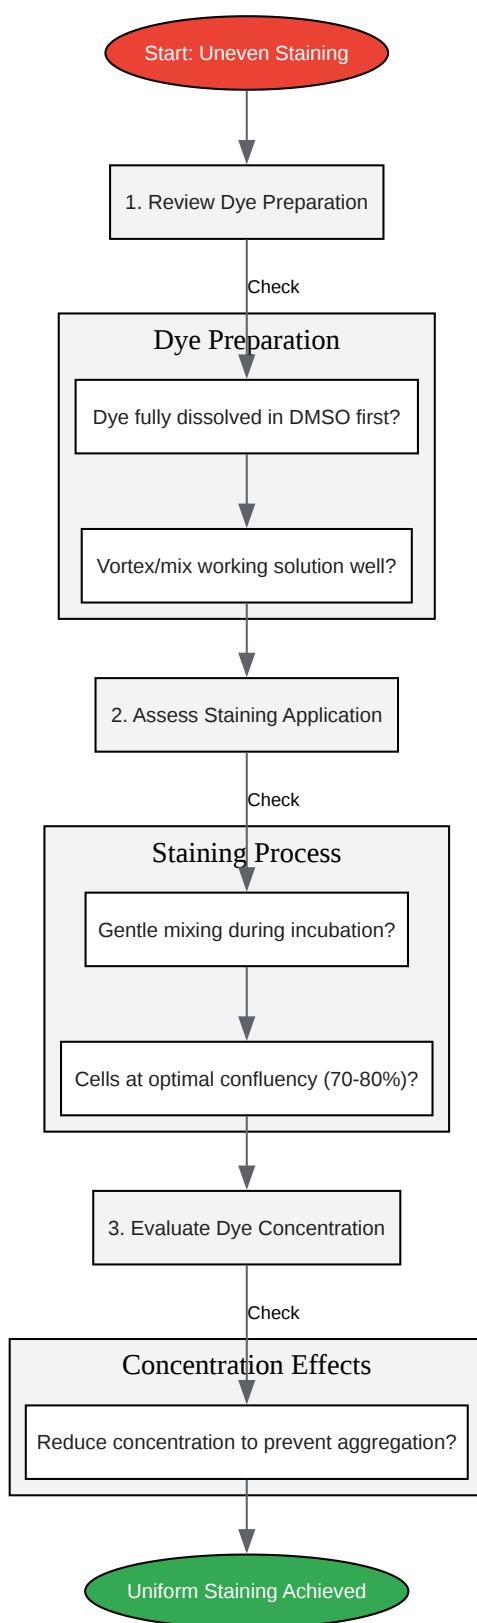 Start: Uneven Staining
1. Review Dye Preparation
Check
Dye Preparation
Dye fully dissolved in DMSO first?
Vortex/mix working solution well?
2. Assess Staining Application
Check
Staining Process
Gentle mixing during incubation?
Cells at optimal confluency (70-80%)?
3. Evaluate Dye Concentration
Check
Concentration Effects
Reduce concentration to prevent aggregation?
Uniform Staining Achieved